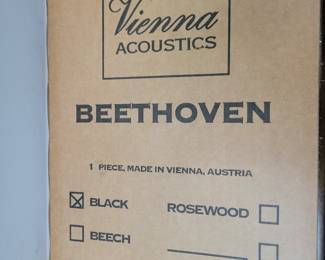 Vienna
ACOUSTICS
BEETHOVEN
1 PIECE, MADE IN VIENNA, AUSTRIA
BLACK ROSEWOOD
BEECH